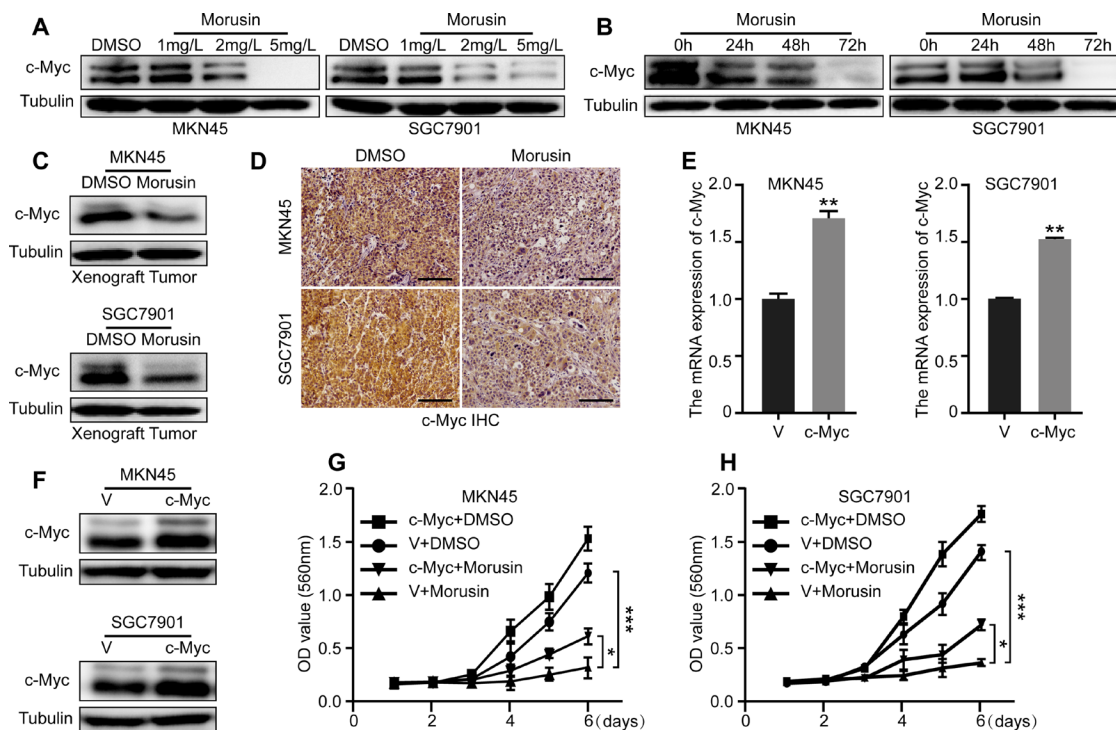 A
Morusin
DMSO 1mg/L 2mg/L 5mg/L
c-Myc
Tubulin
MKN45
Morusin
DMSO 1mg/L 2mg/L 5mg/L
SGC7901
B
Morusin
0h 24h 48h 72h
c-Myc
Tubulin
MKN45
Morusin
0h 24h 48h 72h
SGC7901
C
MKN45
DMSO Morusin
c-Myc
Tubulin
Xenograft Tumor
SGC7901
DMSO Morusin
c-Myc
Tubulin
Xenograft Tumor
D
DMSO Morusin
MKN45
SGC7901
c-Myc IHC
E
MKN45
The mRNA expression of c-Myc
2.0
1.5
1.0
0.5
0
**
V c-Myc
SGC7901
The mRNA expression of c-Myc
2.0
1.5
1.0
0.5
0
**
V c-Myc
F
MKN45
V c-Myc
c-Myc
Tubulin
SGC7901
V c-Myc
c-Myc
Tubulin
G
MKN45
c-Myc+DMSO
V+DMSO
c-Myc+Morusin
V+Morusin
OD value (560nm)
2.0
1.5
1.0
0.5
0.0
0 2 4 6 (days)
*
***
H
SGC7901
c-Myc+DMSO
V+DMSO
c-Myc+Morusin
V+Morusin
OD value (560nm)
2.0
1.5
1.0
0.5
0.0
0 2 4 6 (days)
*
***